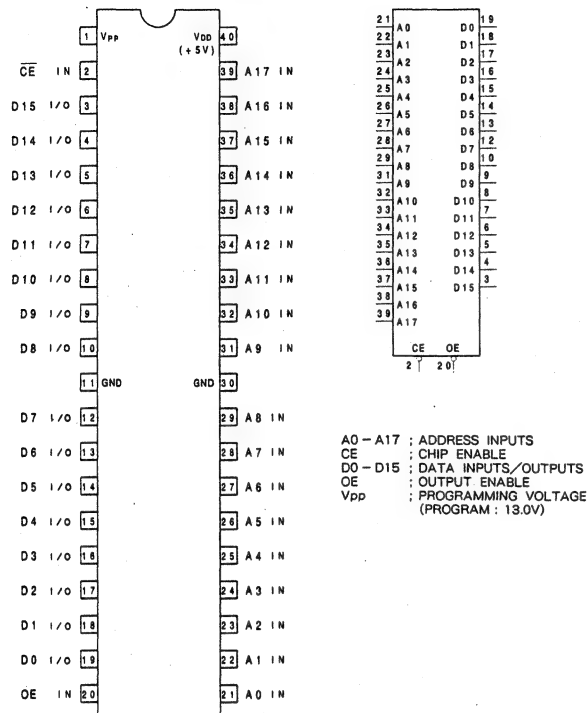 1 Vpp VDD 40
(+5V)
CE IN 2 39 A17 IN
D15 I/O 3 38 A16 IN
D14 I/O 4 37 A15 IN
D13 I/O 5 36 A14 IN
D12 I/O 6 35 A13 IN
D11 I/O 7 34 A12 IN
D10 I/O 8 33 A11 IN
D9 I/O 9 32 A10 IN
D8 I/O 10 31 A9 IN
11 GND GND 30
D7 I/O 12 29 A8 IN
D6 I/O 13 28 A7 IN
D5 I/O 14 27 A6 IN
D4 I/O 15 26 A5 IN
D3 I/O 16 25 A4 IN
D2 I/O 17 24 A3 IN
D1 I/O 18 23 A2 IN
D0 I/O 19 22 A1 IN
OE IN 20 21 A0 IN
21 A0 D0 19
22 A1 D1 18
23 A2 D2 17
24 A3 D3 16
25 A4 D4 15
26 A5 D5 14
27 A6 D6 13
28 A7 D7 12
29 A8 D8 10
31 A9 D9 9
32 A10 D10 8
33 A11 D11 7
34 A12 D12 6
35 A13 D13 5
36 A14 D14 4
37 A15 D15 3
38 A16
39 A17
CE OE
2 20
A0 – A17 ; ADDRESS INPUTS
CE ; CHIP ENABLE
D0 – D15 ; DATA INPUTS/OUTPUTS
OE ; OUTPUT ENABLE
Vpp ; PROGRAMMING VOLTAGE
(PROGRAM : 13.0V)